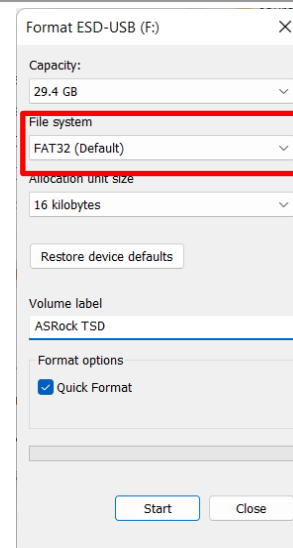 Format ESD-USB (F:)
Capacity:
29.4 GB
File system
FAT32 (Default)
Allocation unit size
16 kilobytes
Restore device defaults
Volume label
ASRock TSD
Format options
Quick Format
Start Close